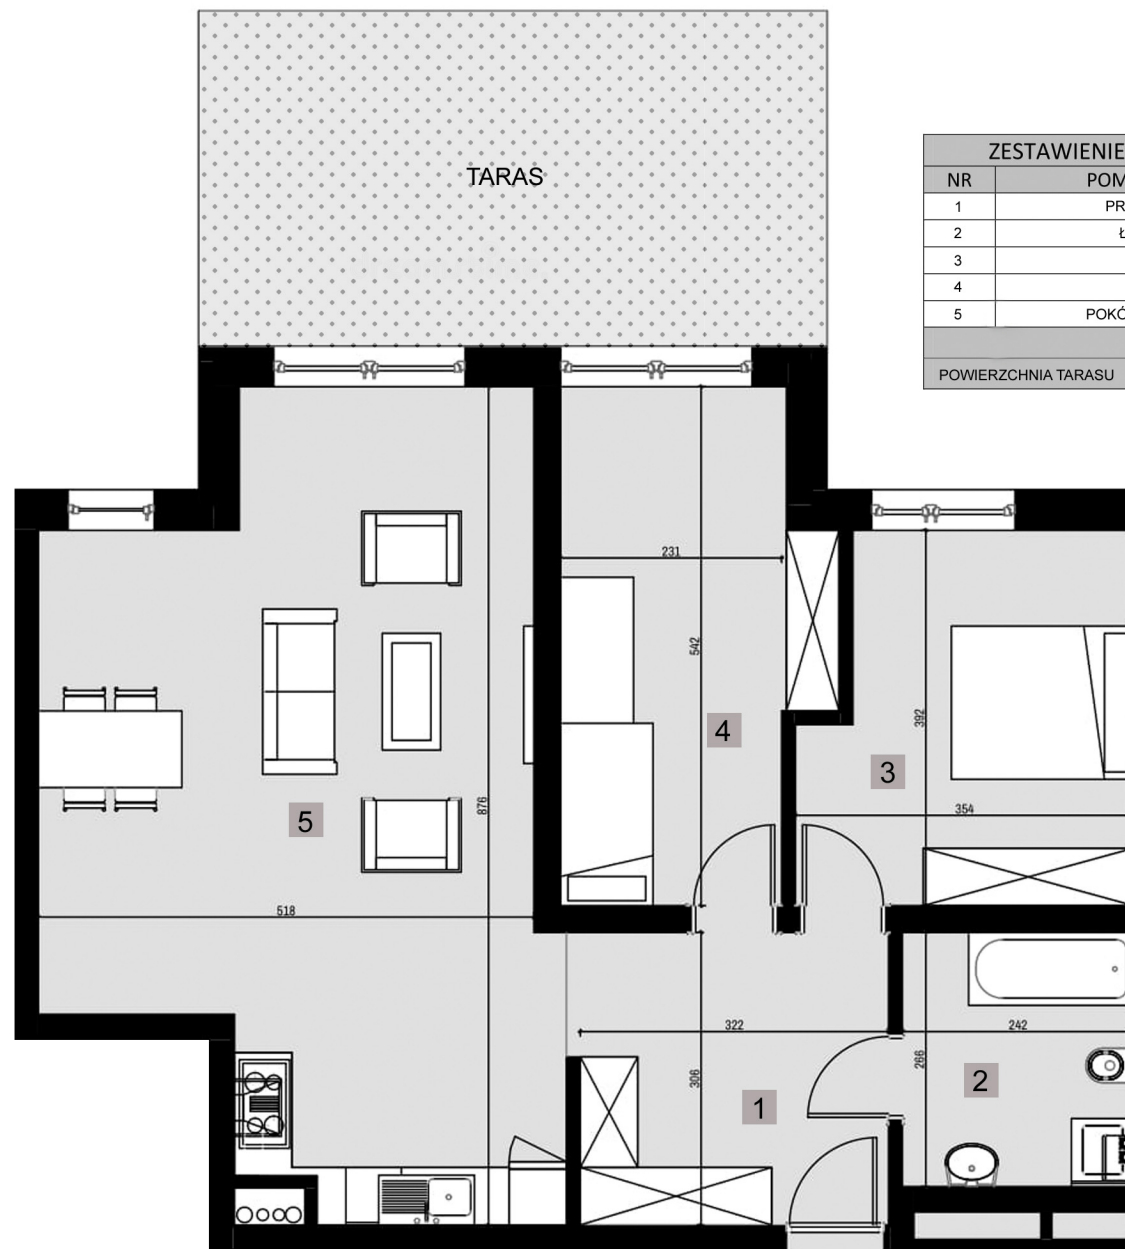 TARAS
ZESTAWIENIE
NR POM
1 PR
2 Ł
3
4
5 POKÓ
POWIERZCHNIA TARASU
231
542
4
392
3
354
876
5
518
322
242
306
266
1
2